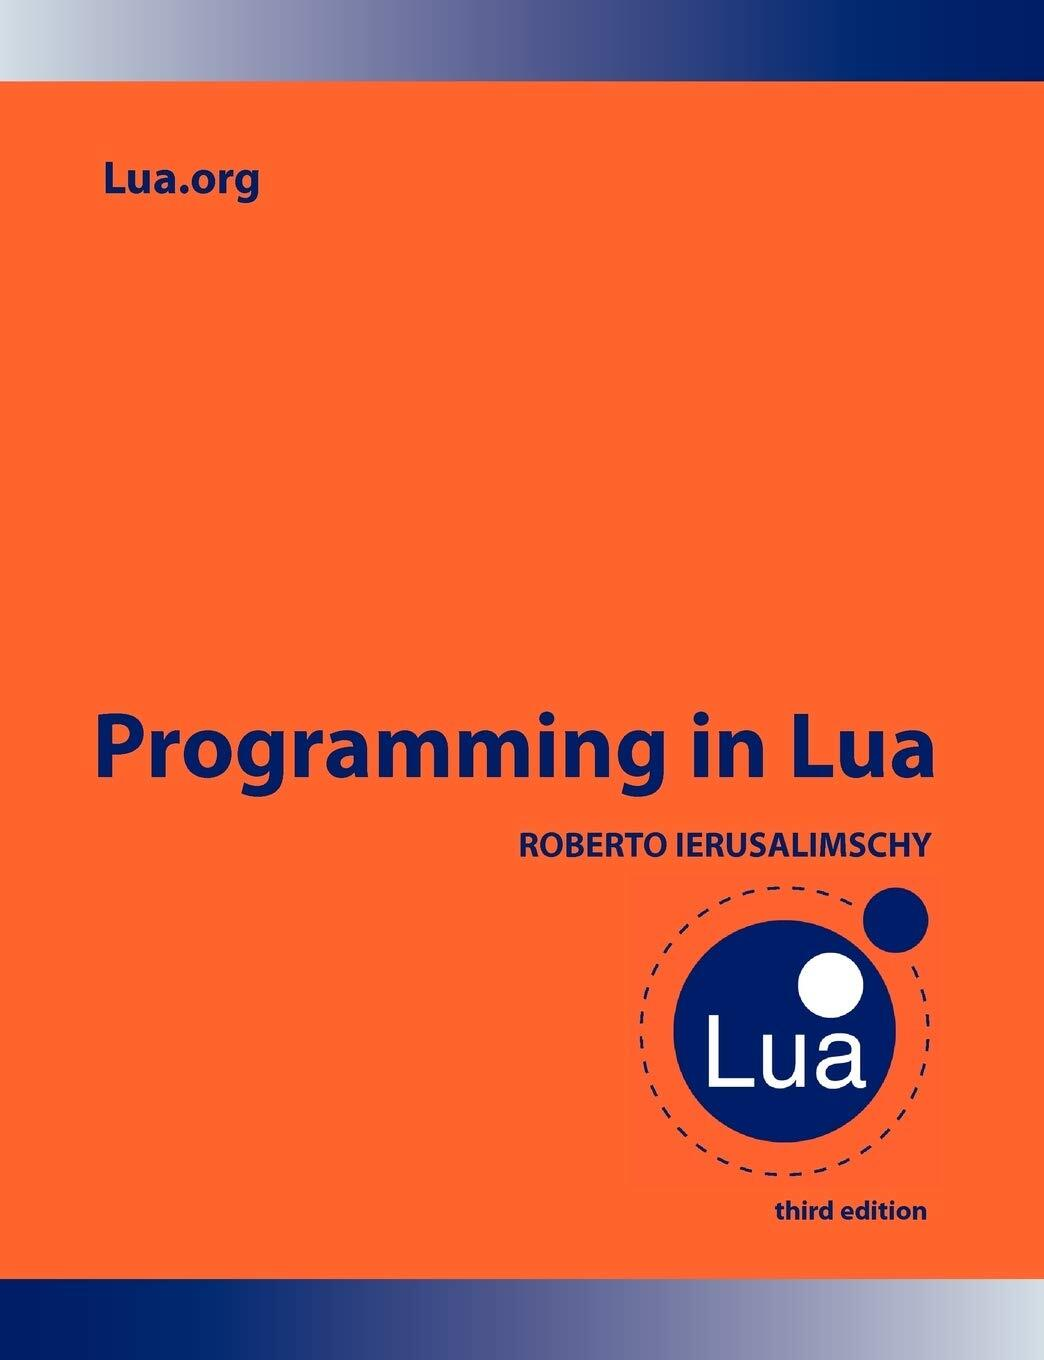 Lua.org
Programming in Lua
ROBERTO IERUSALIMSCHY
Lua
third edition